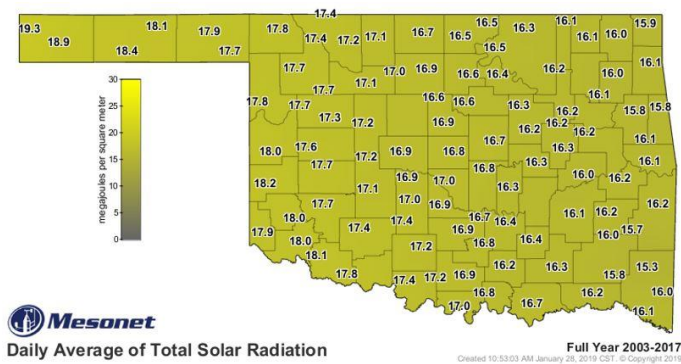 17.4
19.3 18.9 18.1 18.4 17.9 17.7 17.8 17.4 17.2 17.1 16.7 16.5 16.5 16.5 16.3 16.1 16.1 16.0 15.9
17.7 17.7 17.1 17.0 16.9 16.6 16.4 16.2 16.0 16.1
17.8 17.7 17.3 17.2 16.6 16.6 16.9 16.3 16.2 16.2 16.2 16.2 16.1 15.8 15.8
18.0 17.6 17.7 17.2 16.9 16.8 16.7 16.8 16.3 16.3 16.1 16.1
18.2 17.7 17.1 16.9 17.0 17.0 16.9 16.3 16.0 16.2 16.2
17.9 18.0 18.0 17.4 17.4 17.2 16.7 16.9 16.8 16.4 16.4 16.1 16.2 16.0 15.7
18.1 17.8 17.4 17.2 16.9 16.2 16.3 15.8 15.3
17.0 16.8 16.7 16.2 16.1 16.0
megajoules per square meter
30
25
20
15
10
5
0
Mesonet
Daily Average of Total Solar Radiation
Full Year 2003-2017
Created 10:53:03 AM January 28, 2019 CST. © Copyright 2019